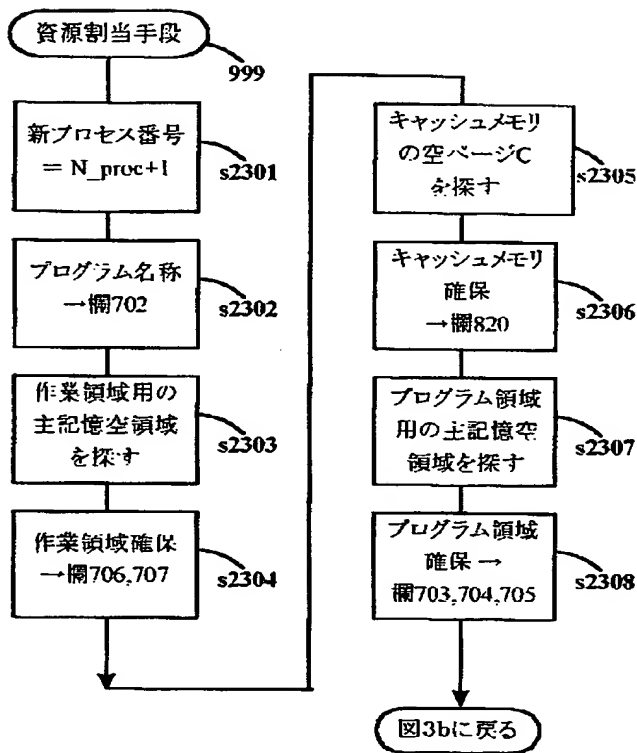 資源割当手段
999
新プロセス番号
= N_proc+1
s2301
プログラム名称
→欄702
s2302
作業領域用の
主記憶空領域
を探す
s2303
作業領域確保
→欄706,707
s2304
キャッシュメモリ
の空ページC
を探す
s2305
キャッシュメモリ
確保
→欄820
s2306
プログラム領域
用の主記憶空
領域を探す
s2307
プログラム領域
確保 →
欄703,704,705
s2308
図3bに戻る